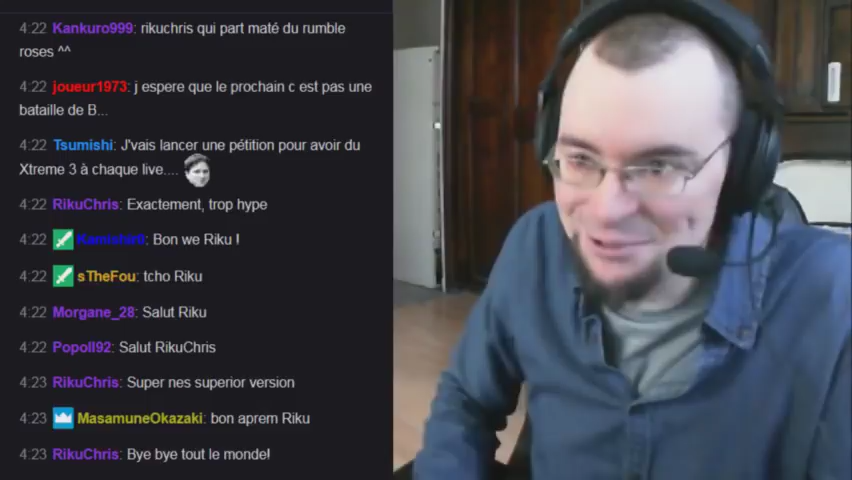 4:22 Kankuro999: rikuchris qui part maté du rumble
roses ^^
4:22 joueur1973: j espere que le prochain c est pas une
bataille de B...
4:22 Tsumishi: J'vais lancer une pétition pour avoir du
Xtreme 3 à chaque live....
4:22 RikuChris: Exactement, trop hype
4:22 Bon we Riku !
4:22 sTheFou: tcho Riku
4:22 Morgane_28: Salut Riku
4:22 Popoll92: Salut RikuChris
4:23 RikuChris: Super nes superior version
4:23 MasamuneOkazaki: bon aprem Riku
4:23 RikuChris: Bye bye tout le monde!